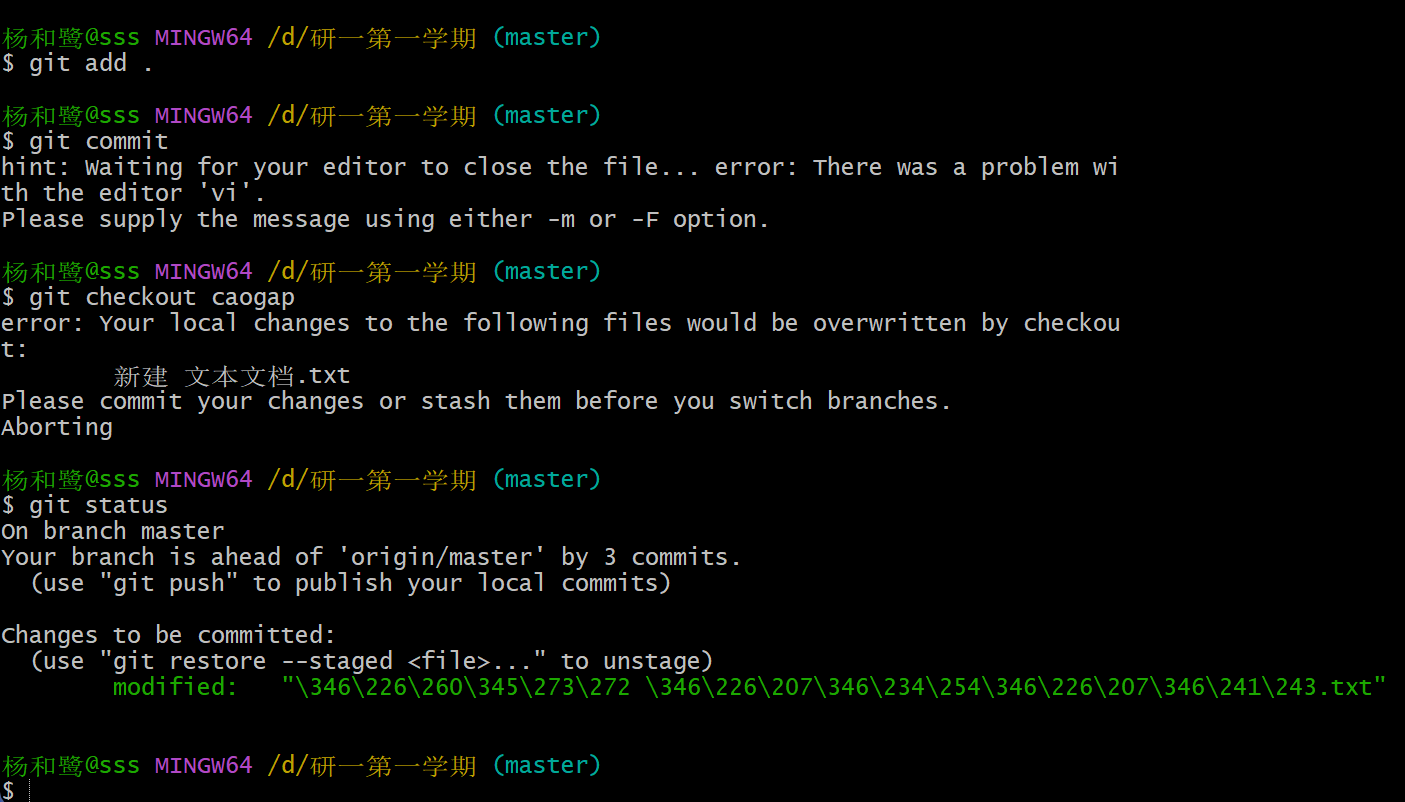 杨和鹭@sss MINGW64 /d/研一第一学期 (master)
$ git add .
杨和鹭@sss MINGW64 /d/研一第一学期 (master)
$ git commit
hint: Waiting for your editor to close the file... error: There was a problem wi
th the editor 'vi'.
Please supply the message using either -m or -F option.
杨和鹭@sss MINGW64 /d/研一第一学期 (master)
$ git checkout caogap
error: Your local changes to the following files would be overwritten by checkou
t:
新建 文本文档.txt
Please commit your changes or stash them before you switch branches.
Aborting
杨和鹭@sss MINGW64 /d/研一第一学期 (master)
$ git status
On branch master
Your branch is ahead of 'origin/master' by 3 commits.
(use "git push" to publish your local commits)
Changes to be committed:
(use "git restore --staged <file>..." to unstage)
modified:   "\346\226\260\345\273\272 \346\226\207\346\234\254\346\226\207\346\241\243.txt"
杨和鹭@sss MINGW64 /d/研一第一学期 (master)
$